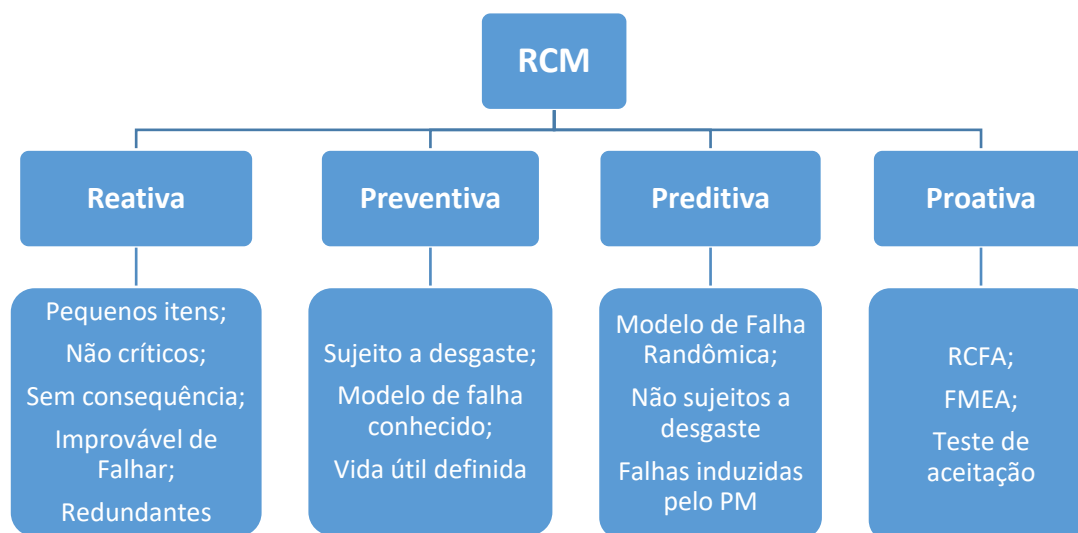 RCM
Reativa
Preventiva
Preditiva
Proativa
Pequenos itens;
Não críticos;
Sem consequência;
Improvável de
Falhar;
Redundantes
Sujeito a desgaste;
Modelo de falha
conhecido;
Vida útil definida
Modelo de Falha
Randômica;
Não sujeitos a
desgaste
Falhas induzidas
pelo PM
RCFA;
FMEA;
Teste de
aceitação